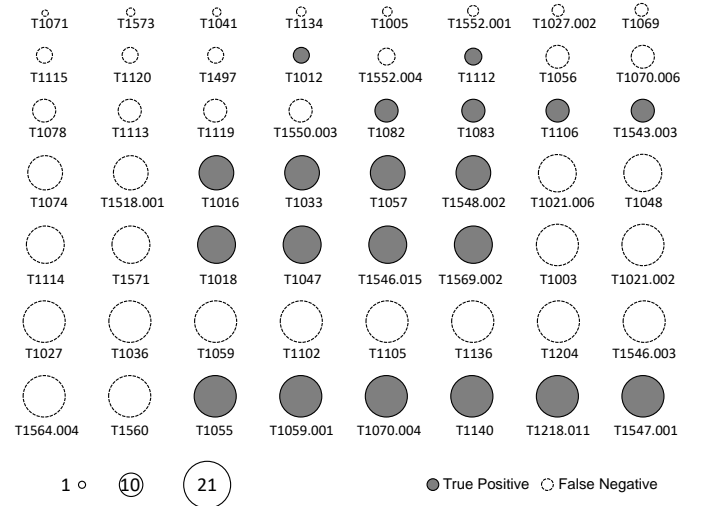 T1071 T1573 T1041 T1134 T1005 T1552.001 T1027.002 T1069
T1115 T1120 T1497 T1012 T1552.004 T1112 T1056 T1070.006
T1078 T1113 T1119 T1550.003 T1082 T1083 T1106 T1543.003
T1074 T1518.001 T1016 T1033 T1057 T1548.002 T1021.006 T1048
T1114 T1571 T1018 T1047 T1546.015 T1569.002 T1003 T1021.002
T1027 T1036 T1059 T1102 T1105 T1136 T1204 T1546.003
T1564.004 T1560 T1055 T1059.001 T1070.004 T1140 T1218.011 T1547.001
1 10 21 True Positive False Negative